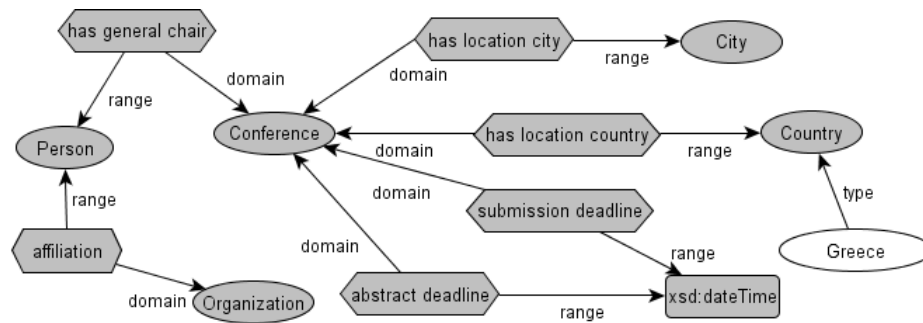 has general chair
has location city
City
domain
domain
range
range
Conference
has location country
Country
Person
domain
range
range
domain
type
submission deadline
affiliation
domain
range
Greece
domain
Organization
abstract deadline
range
xsd:dateTime